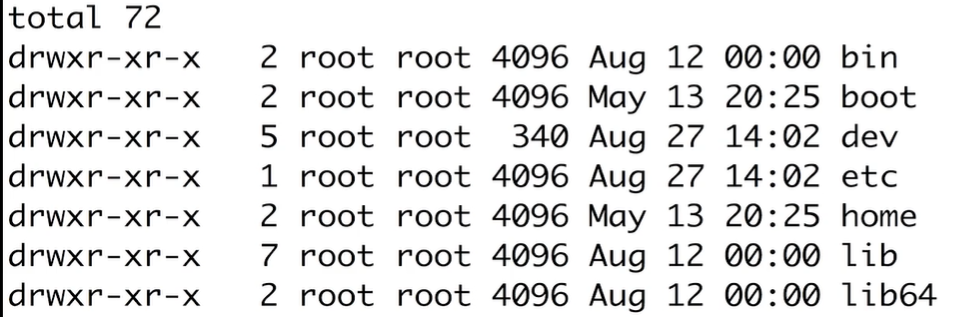 total 72
drwxr-xr-x   2 root root 4096 Aug 12 00:00 bin
drwxr-xr-x   2 root root 4096 May 13 20:25 boot
drwxr-xr-x   5 root root  340 Aug 27 14:02 dev
drwxr-xr-x   1 root root 4096 Aug 27 14:02 etc
drwxr-xr-x   2 root root 4096 May 13 20:25 home
drwxr-xr-x   7 root root 4096 Aug 12 00:00 lib
drwxr-xr-x   2 root root 4096 Aug 12 00:00 lib64